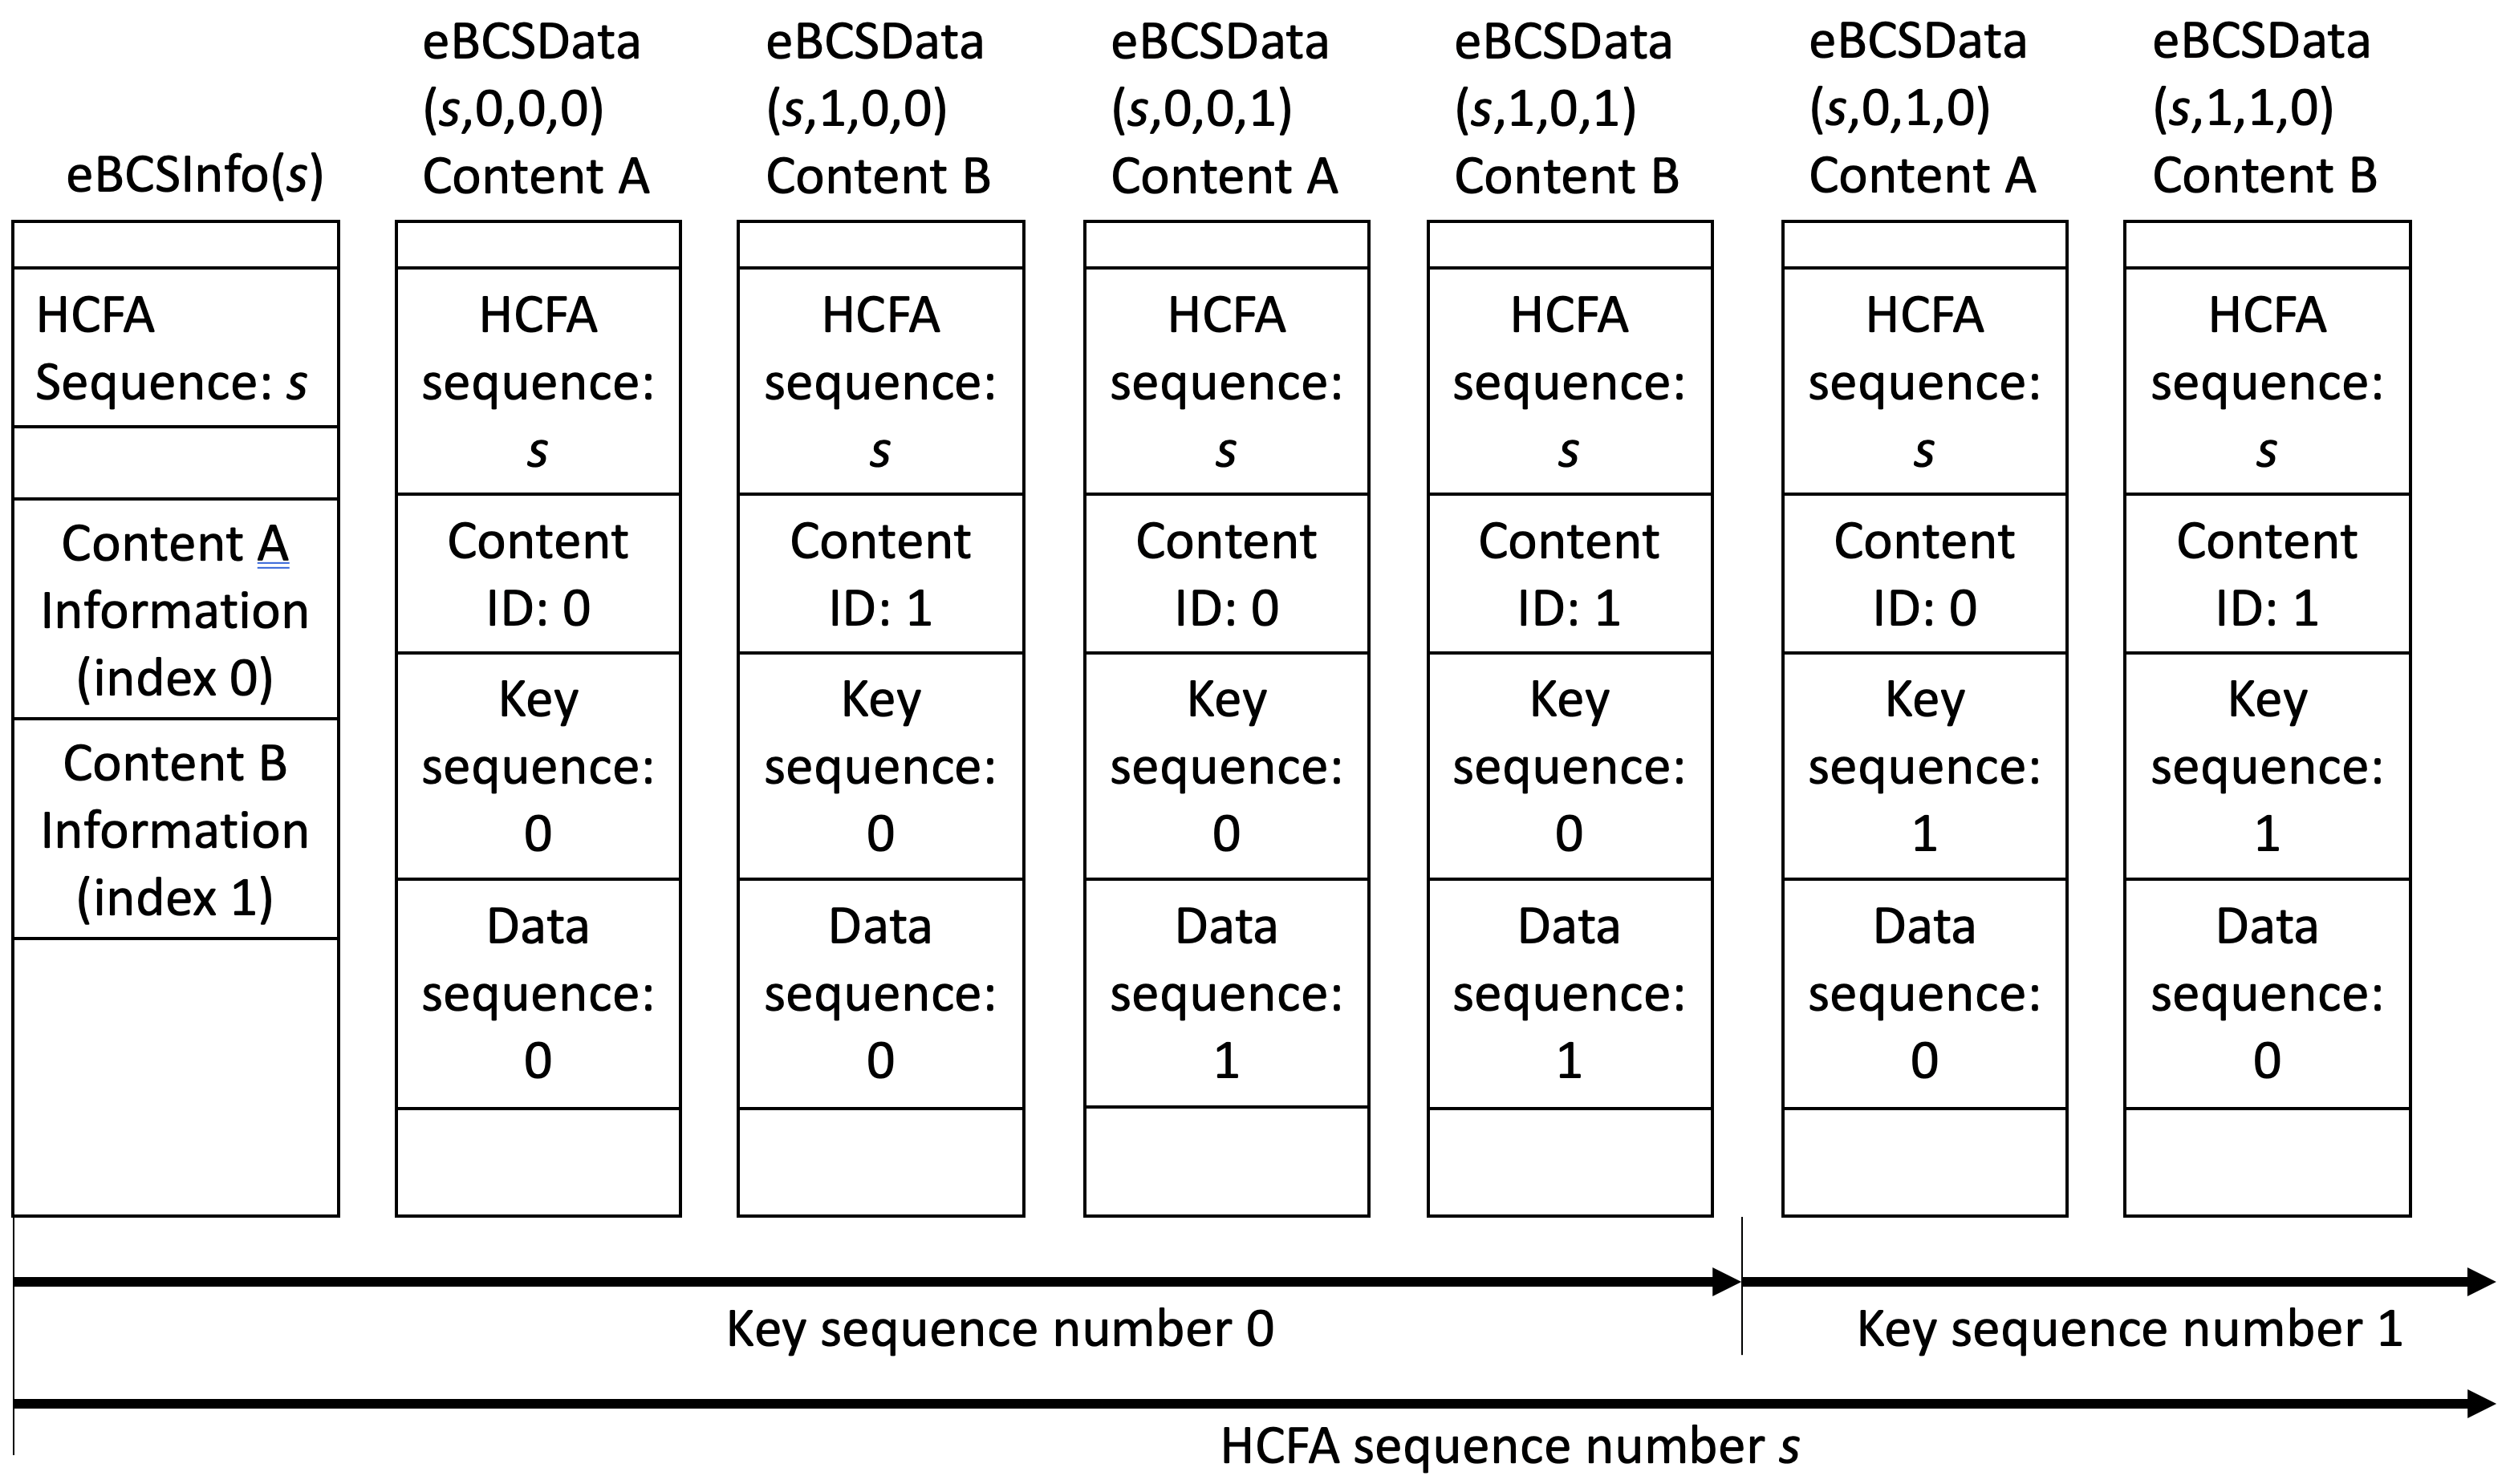 eBCSInfo(s)
HCFA
Sequence: s
Content A
Information
(index 0)
Content B
Information
(index 1)
eBCSData
(s,0,0,0)
Content A
HCFA
sequence:
s
Content
ID: 0
Key
sequence:
0
Data
sequence:
0
eBCSData
(s,1,0,0)
Content B
HCFA
sequence:
s
Content
ID: 1
Key
sequence:
0
Data
sequence:
0
eBCSData
(s,0,0,1)
Content A
HCFA
sequence:
s
Content
ID: 0
Key
sequence:
0
Data
sequence:
1
eBCSData
(s,1,0,1)
Content B
HCFA
sequence:
s
Content
ID: 1
Key
sequence:
0
Data
sequence:
1
eBCSData
(s,0,1,0)
Content A
HCFA
sequence:
s
Content
ID: 0
Key
sequence:
1
Data
sequence:
0
eBCSData
(s,1,1,0)
Content B
HCFA
sequence:
s
Content
ID: 1
Key
sequence:
1
Data
sequence:
0
Key sequence number 0
Key sequence number 1
HCFA sequence number s